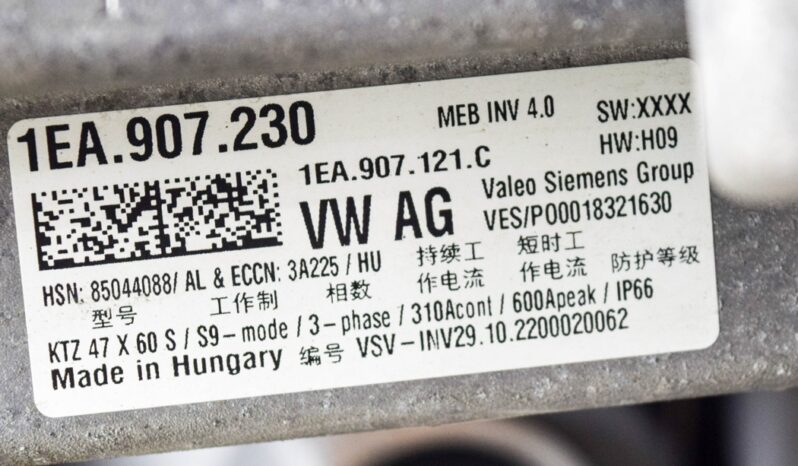 1EA.907.230
MEB INV 4.0
SW:XXXX
HW:H09
1EA.907.121.C
Valeo Siemens Group
VW AG
VES/P00018321630
HSN: 85044088/ AL & ECCN: 3A225 / HU
型号 工作制 相数 持续工作电流 短时工作电流 防护等级
KTZ 47 X 60 S / S9-mode / 3-phase / 310Acont / 600Apeak / IP66
Made in Hungary 编号 VSV-INV29.10.2200020062